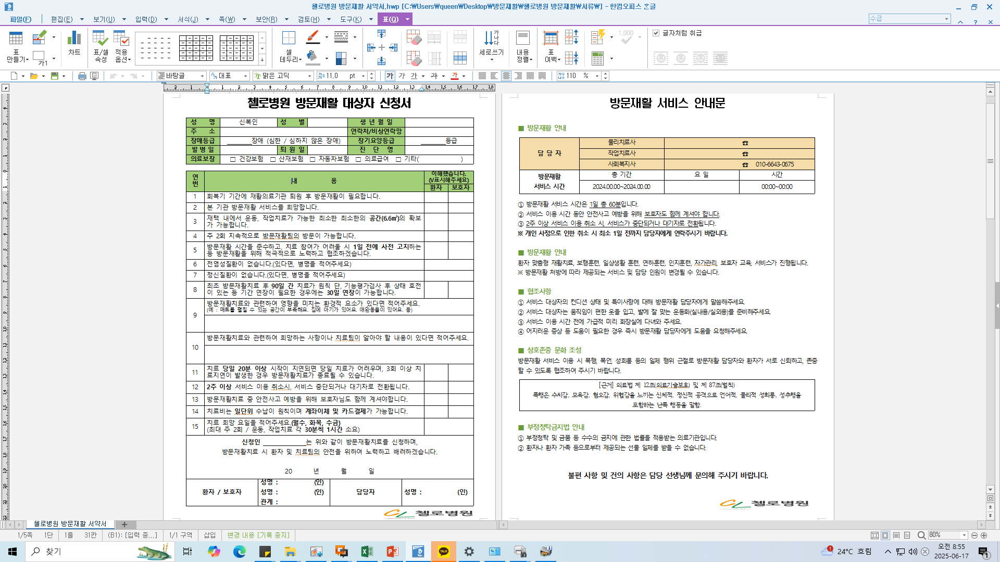 첼로병원 방문재활 서약서.hwp [C:₩Users₩queen₩Desktop₩방문재활₩첼로병원 방문재활₩서류₩] - 한컴오피스 흔글
파일(F) 편집(E) 보기(U) 입력(D) 서식(J) 쪽(W) 보안(R) 검토(H) 도구(K) 표(Q) 수급
표 만들기 가1 차트 표/셀 속성 적용 옵션 셀 테두리 가나다 세로쓰기 내용 정렬 표 여백 1,000 글자처럼 취급
바탕글 대표 맑은 고딕 11.0 pt 가 가 가 가 가 110 %
첼로병원 방문재활 대상자 신청서
성 명 신복인 성 별 생 년 월 일
주 소 연락처/비상연락망
장애등급 ______장애 (심한 / 심하지 않은 장애) 장기요양등급 ______등급
발 병 일 퇴 원 일 진 단 명
의료보장 □ 건강보험 □ 산재보험 □ 자동차보험 □ 의료급여 □ 기타( )
연번 내 용 이해했습니다. (V표시해주세요) 환자 보호자
1 회복기 기간에 재활의료기관 퇴원 후 방문재활이 필요합니다.
2 본 기관 방문재활 서비스를 희망합니다.
3 재택 내에서 운동, 작업치료가 가능한 최소한 최소한의 공간(6.6㎡)의 확보
가 가능합니다.
4 주 2회 지속적으로 방문재활팀의 방문이 가능합니다.
5 방문재활 시간을 준수하고, 치료 참여가 어려울 시 1일 전에 사전 고지하는
등 방문재활을 위해 적극적으로 노력하고 협조하겠습니다.
6 전염성질환이 없습니다.(있다면, 병명을 적어주세요)
7 정신질환이 없습니다.(있다면, 병명을 적어주세요)
8 최초 방문재활치료 후 90일 간 치료가 원칙 단, 기능평가검사 후 상태 호전
이 있는 등 기간 연장이 필요한 경우에는 30일 연장이 가능합니다.
9 방문재활치료와 관련하여 영향을 미치는 환경적 요소가 있다면 적어주세요.
(예 : 매트를 펼칠 수 있는 공간이 부족해요. 집에 아기가 있어요. 애완동물이 있어요. 등)
10 방문재활치료와 관련하여 희망하는 사항이나 치료팀이 알아야 할 내용이 있다면 적어주세요.
11 치료 당일 20분 이상 시작이 지연되면 당일 치료가 어려우며, 3회 이상 치
료지연이 발생한 경우 방문재활치료가 종료될 수 있습니다.
12 2주 이상 서비스 이용 취소시, 서비스 중단되거나 대기자로 전환됩니다.
13 방문재활치료 중 안전사고 예방을 위해 보호자님도 함께 계셔야합니다.
14 치료비는 일단위 수납이 원칙이며 계좌이체 및 카드결제가 가능합니다.
15 치료 희망 요일을 적어주세요.(월수, 화목, 수금)
(최대 주 2회 / 운동, 작업치료 각 30분씩 1시간 소요)
신청인 __________는 위와 같이 방문재활치료를 신청하며,
방문재활치료 시 환자 및 치료팀의 안전을 위하여 노력하고 배려하겠습니다.
20 년 월 일
환자 / 보호자 성명 : (인) 담당자 성명 : (인)
성명 : (인)
관계 :
첼로병원
방문재활 서비스 안내문
■ 방문재활 안내
담 당 자 물리치료사 ☎
작업치료사 ☎
사회복지사 ☎ 010-6643-0675
방문재활 서비스 시간 총 기간 요 일 시간
2024.00.00~2024.00.00 00:00~00:00
① 방문재활 서비스 시간은 1일 총 60분입니다.
② 서비스 이용 시간 동안 안전사고 예방을 위해 보호자도 함께 계셔야 합니다.
③ 2주 이상 서비스 이용 취소 시, 서비스가 중단되거나 대기자로 전환됩니다.
※ 개인 사정으로 인한 취소 시 최소 1일 전까지 담당자에게 연락주시기 바랍니다.
■ 방문재활 안내
환자 맞춤형 재활치료, 보행훈련, 일상생활 훈련, 연하훈련, 인지훈련, 자가관리, 보호자 교육, 서비스가 진행됩니다.
※ 방문재활 처방에 따라 제공되는 서비스 및 담당 인원이 변경될 수 있습니다.
■ 협조사항
① 서비스 대상자의 컨디션 상태 및 특이사항에 대해 방문재활 담당자에게 말씀해주세요.
② 서비스 대상자는 움직임이 편한 옷을 입고, 발에 잘 맞는 운동화(실내용/실외용)를 준비해주세요.
③ 서비스 이용 시간 전에 가급적 미리 화장실에 다녀와 주세요.
④ 어지러운 증상 등 도움이 필요한 경우 즉시 방문재활 담당자에게 도움을 요청해주세요.
■ 상호존중 문화 조성
방문재활 서비스 이용 시 폭행, 폭언, 성희롱 등의 일체 행위 근절로 방문재활 담당자와 환자가 서로 신뢰하고, 존중
할 수 있도록 협조하여 주시기 바랍니다.
[근거] 의료법 제 12조(의료기술보호) 및 제 87조(벌칙)
폭행은 수치감, 모욕감, 혐오감, 위협감을 느끼는 신체적, 정신적 공격으로 언어적, 물리적 성희롱, 성추행을
포함하는 난폭 행동을 말함.
■ 부정청탁금지법 안내
① 부정청탁 및 금품 등 수수의 금지에 관한 법률을 적용받는 의료기관입니다.
② 환자나 환자 가족 등으로부터 제공되는 선물 일체를 받을 수 없습니다.
불편 사항 및 건의 사항은 담당 선생님께 문의해 주시기 바랍니다.
첼로병원
첼로병원 방문재활 서약서
1/5쪽 1단 1줄 31칸 (B1): [입력 중...] 1/1 구역 삽입 변경 내용 [기록 중지] 80%
찾기 TALK 24°C 흐림 오전 8:55
2025-06-17